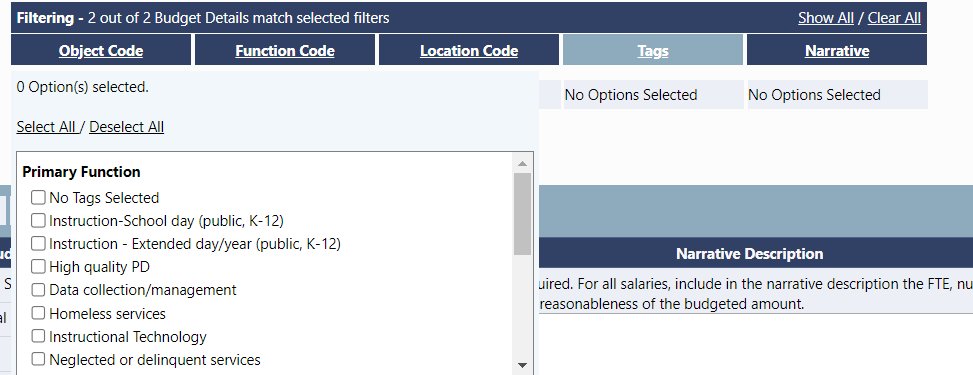 Filtering - 2 out of 2 Budget Details match selected filters Show All / Clear All
Object Code Function Code Location Code Tags Narrative
0 Option(s) selected.
No Options Selected No Options Selected
Select All / Deselect All
Primary Function
No Tags Selected
Instruction-School day (public, K-12)
Instruction - Extended day/year (public, K-12)
Narrative Description
High quality PD
Data collection/management
For all salaries, include in the narrative description the FTE,
reasonableness of the budgeted amount.
Homeless services
Instructional Technology
Neglected or delinquent services